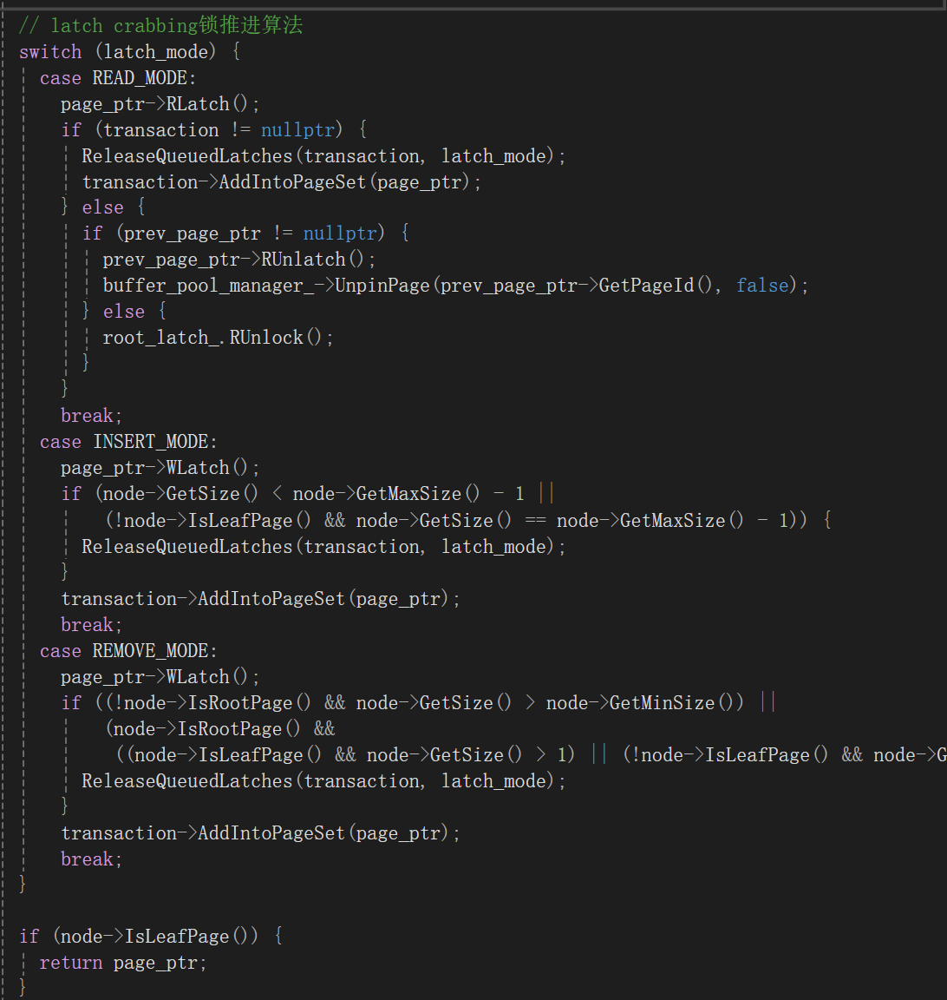 // latch crabbing锁推进算法
switch (latch_mode) {
case READ_MODE:
page_ptr->RLatch();
if (transaction != nullptr) {
ReleaseQueuedLatches(transaction, latch_mode);
transaction->AddIntoPageSet(page_ptr);
} else {
if (prev_page_ptr != nullptr) {
prev_page_ptr->RUnlatch();
buffer_pool_manager_->UnpinPage(prev_page_ptr->GetPageId(), false);
} else {
root_latch_.RUnlock();
}
}
break;
case INSERT_MODE:
page_ptr->WLatch();
if (node->GetSize() < node->GetMaxSize() - 1 ||
(!node->IsLeafPage() && node->GetSize() == node->GetMaxSize() - 1)) {
ReleaseQueuedLatches(transaction, latch_mode);
}
transaction->AddIntoPageSet(page_ptr);
break;
case REMOVE_MODE:
page_ptr->WLatch();
if ((!node->IsRootPage() && node->GetSize() > node->GetMinSize()) ||
(node->IsRootPage() &&
((node->IsLeafPage() && node->GetSize() > 1) || (!node->IsLeafPage() && node->G
ReleaseQueuedLatches(transaction, latch_mode);
}
transaction->AddIntoPageSet(page_ptr);
break;
}
if (node->IsLeafPage()) {
return page_ptr;
}